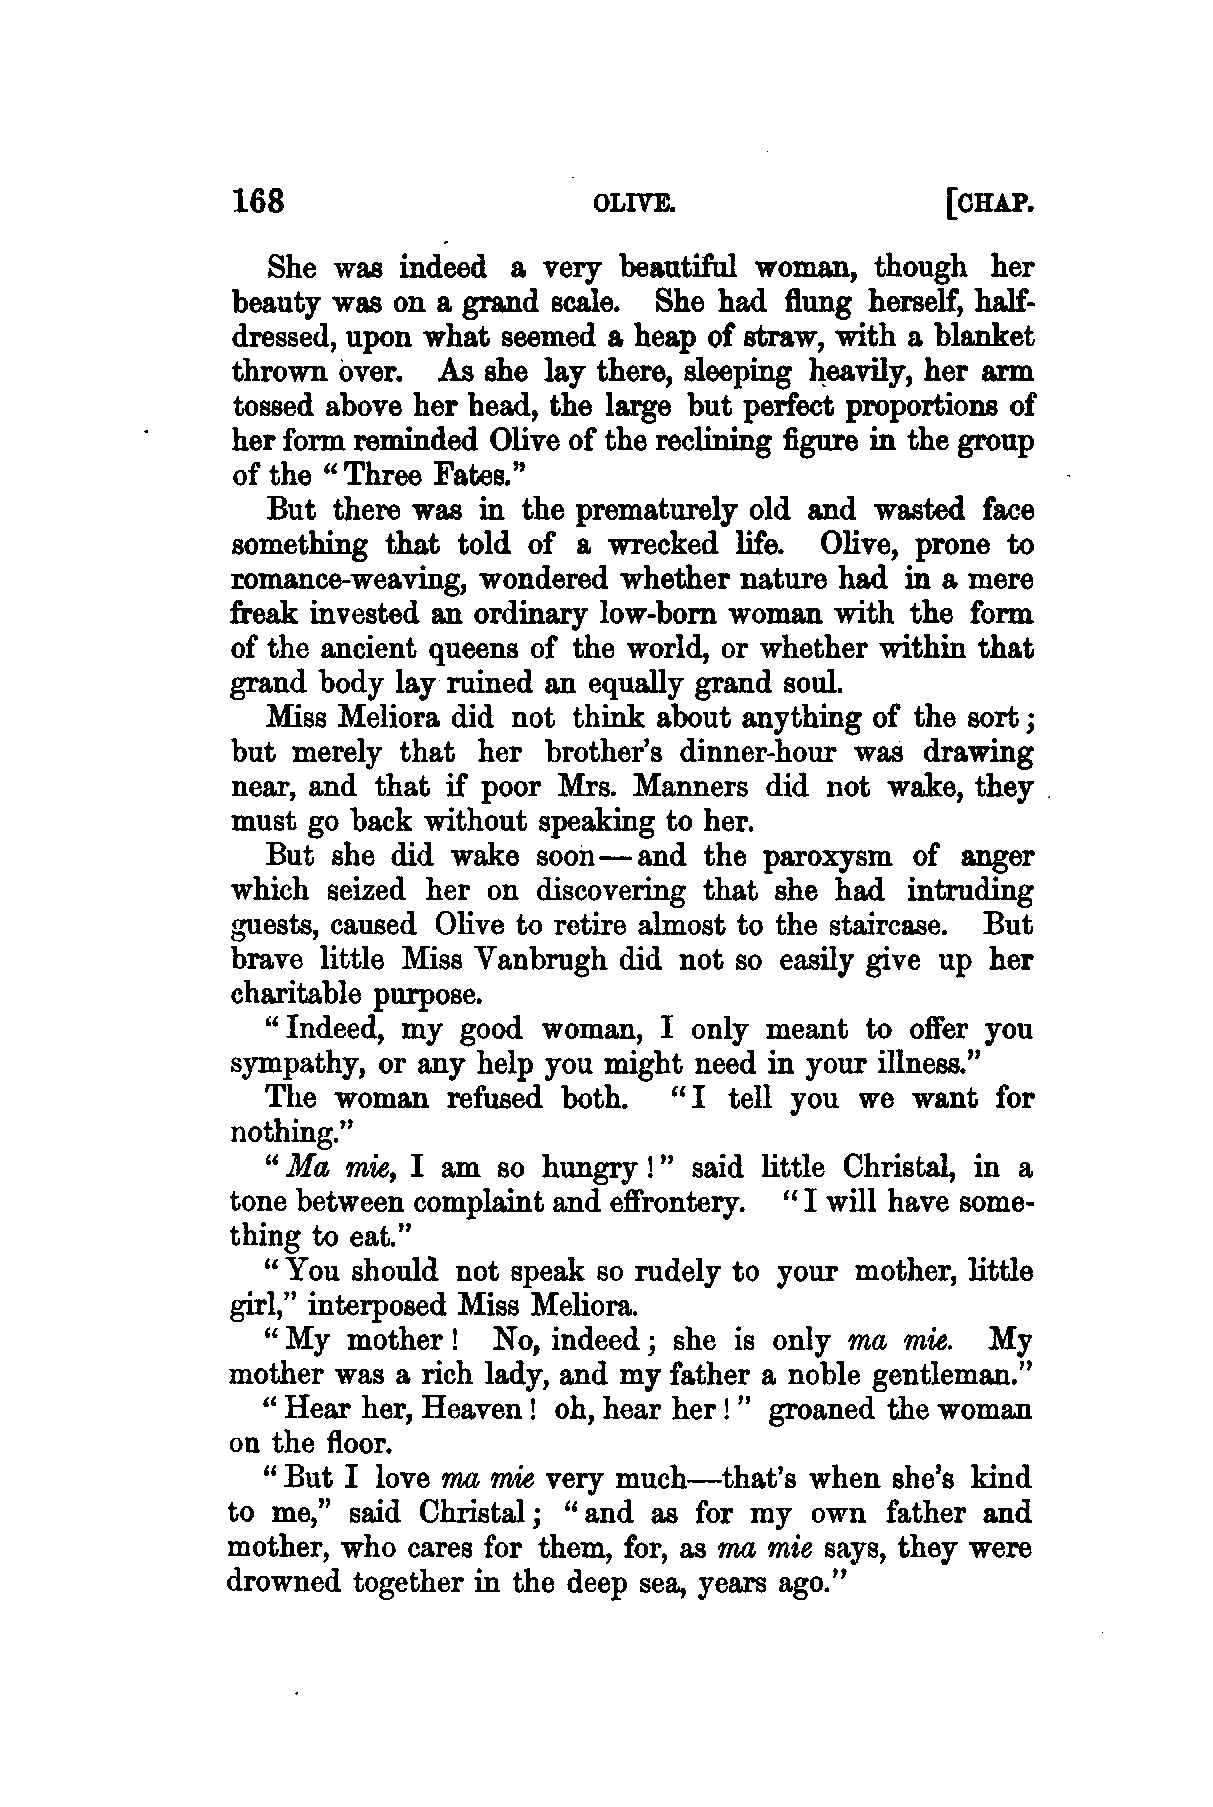 168 OLIVE. [CHAP.
She was indeed a very beautiful woman, though her
beauty was on a grand scale. She had flung herself, half-
dressed, upon what seemed a heap of straw, with a blanket
thrown over. As she lay there, sleeping heavily, her arm
tossed above her head, the large but perfect proportions of
her form reminded Olive of the reclining figure in the group
of the “Three Fates.”
But there was in the prematurely old and wasted face
something that told of a wrecked life. Olive, prone to
romance-weaving, wondered whether nature had in a mere
freak invested an ordinary low-born woman with the form
of the ancient queens of the world, or whether within that
grand body lay ruined an equally grand soul.
Miss Meliora did not think about anything of the sort;
but merely that her brother’s dinner-hour was drawing
near, and that if poor Mrs. Manners did not wake, they
must go back without speaking to her.
But she did wake soon—and the paroxysm of anger
which seized her on discovering that she had intruding
guests, caused Olive to retire almost to the staircase. But
brave little Miss Vanbrugh did not so easily give up her
charitable purpose.
“Indeed, my good woman, I only meant to offer you
sympathy, or any help you might need in your illness.”
The woman refused both. “I tell you we want for
nothing.”
“Ma mie, I am so hungry!” said little Christal, in a
tone between complaint and effrontery. “I will have some-
thing to eat.”
“You should not speak so rudely to your mother, little
girl,” interposed Miss Meliora.
“My mother! No, indeed; she is only ma mie. My
mother was a rich lady, and my father a noble gentleman.”
“Hear her, Heaven! oh, hear her!” groaned the woman
on the floor.
“But I love ma mie very much—that’s when she’s kind
to me,” said Christal; “and as for my own father and
mother, who cares for them, for, as ma mie says, they were
drowned together in the deep sea, years ago.”